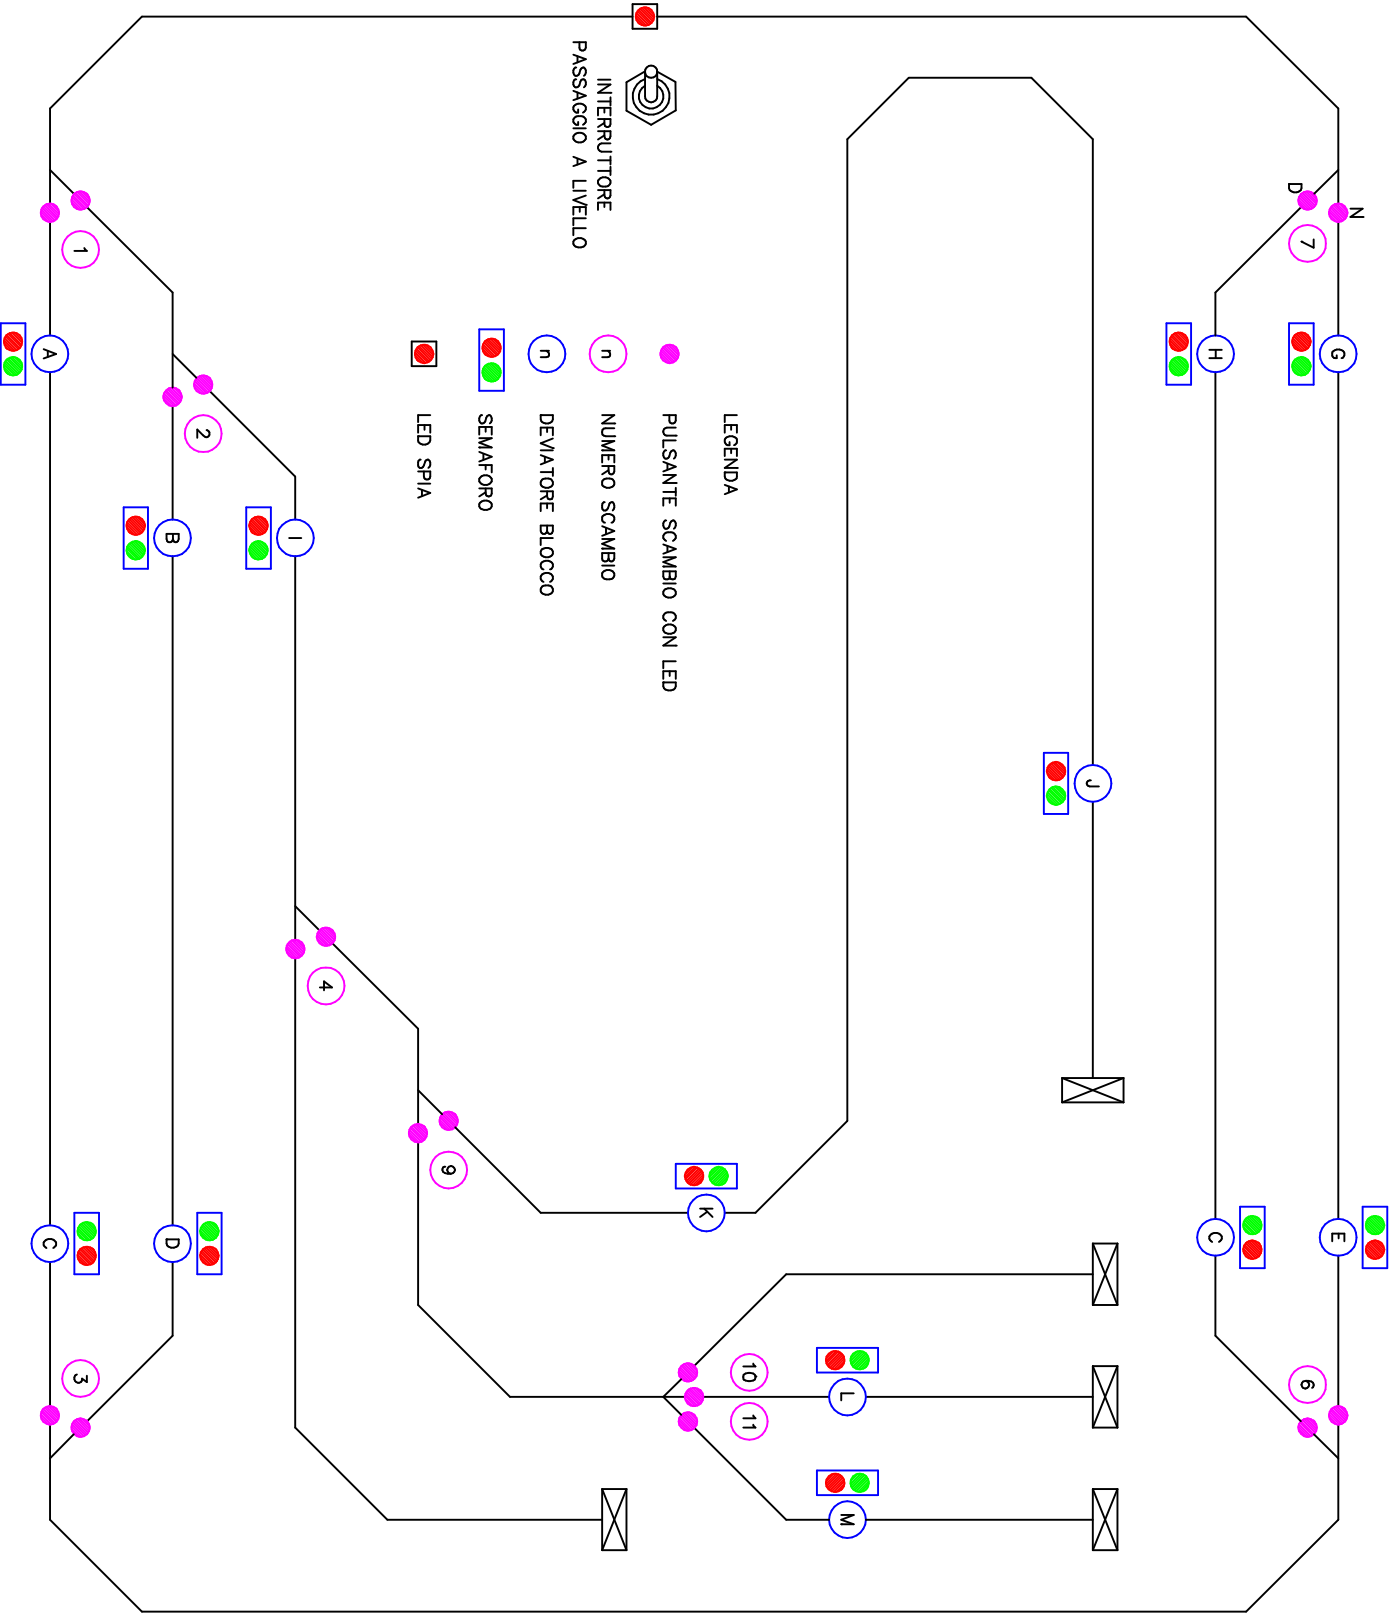 N
G
E
7
6
D
H
C
J
L
M
10
11
LEGENDA
K
PULSANTE SCAMBIO CON LED
INTERRUTTORE
PASSAGGIO A LIVELLO
n NUMERO SCAMBIO
n DEVIATORE BLOCCO
SEMAFORO
LED SPIA
9
4
I
2
B
D
1
3
A
C